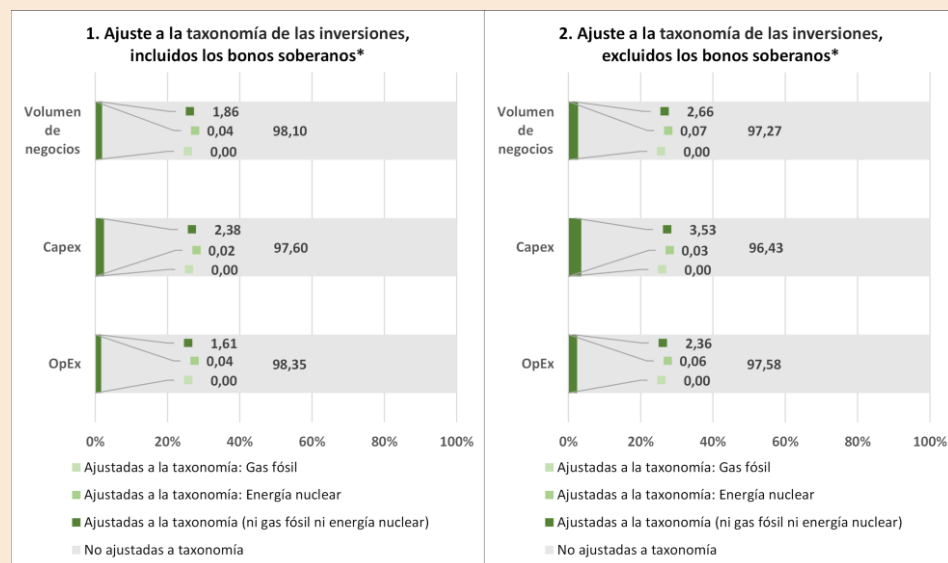 1. Ajuste a la taxonomía de las inversiones,
incluidos los bonos soberanos*
Volumen
de
negocios
1,86
0,04
0,00
98,10
Capex
2,38
0,02
0,00
97,60
OpEx
1,61
0,04
0,00
98,35
0% 20% 40% 60% 80% 100%
Ajustadas a la taxonomía: Gas fósil
Ajustadas a la taxonomía: Energía nuclear
Ajustadas a la taxonomía (ni gas fósil ni energía nuclear)
No ajustadas a taxonomía
2. Ajuste a la taxonomía de las inversiones,
excluidos los bonos soberanos*
Volumen
de
negocios
2,66
0,07
0,00
97,27
Capex
3,53
0,03
0,00
96,43
OpEx
2,36
0,06
0,00
97,58
0% 20% 40% 60% 80% 100%
Ajustadas a la taxonomía: Gas fósil
Ajustadas a la taxonomía: Energía nuclear
Ajustadas a la taxonomía (ni gas fósil ni energía nuclear)
No ajustadas a taxonomía